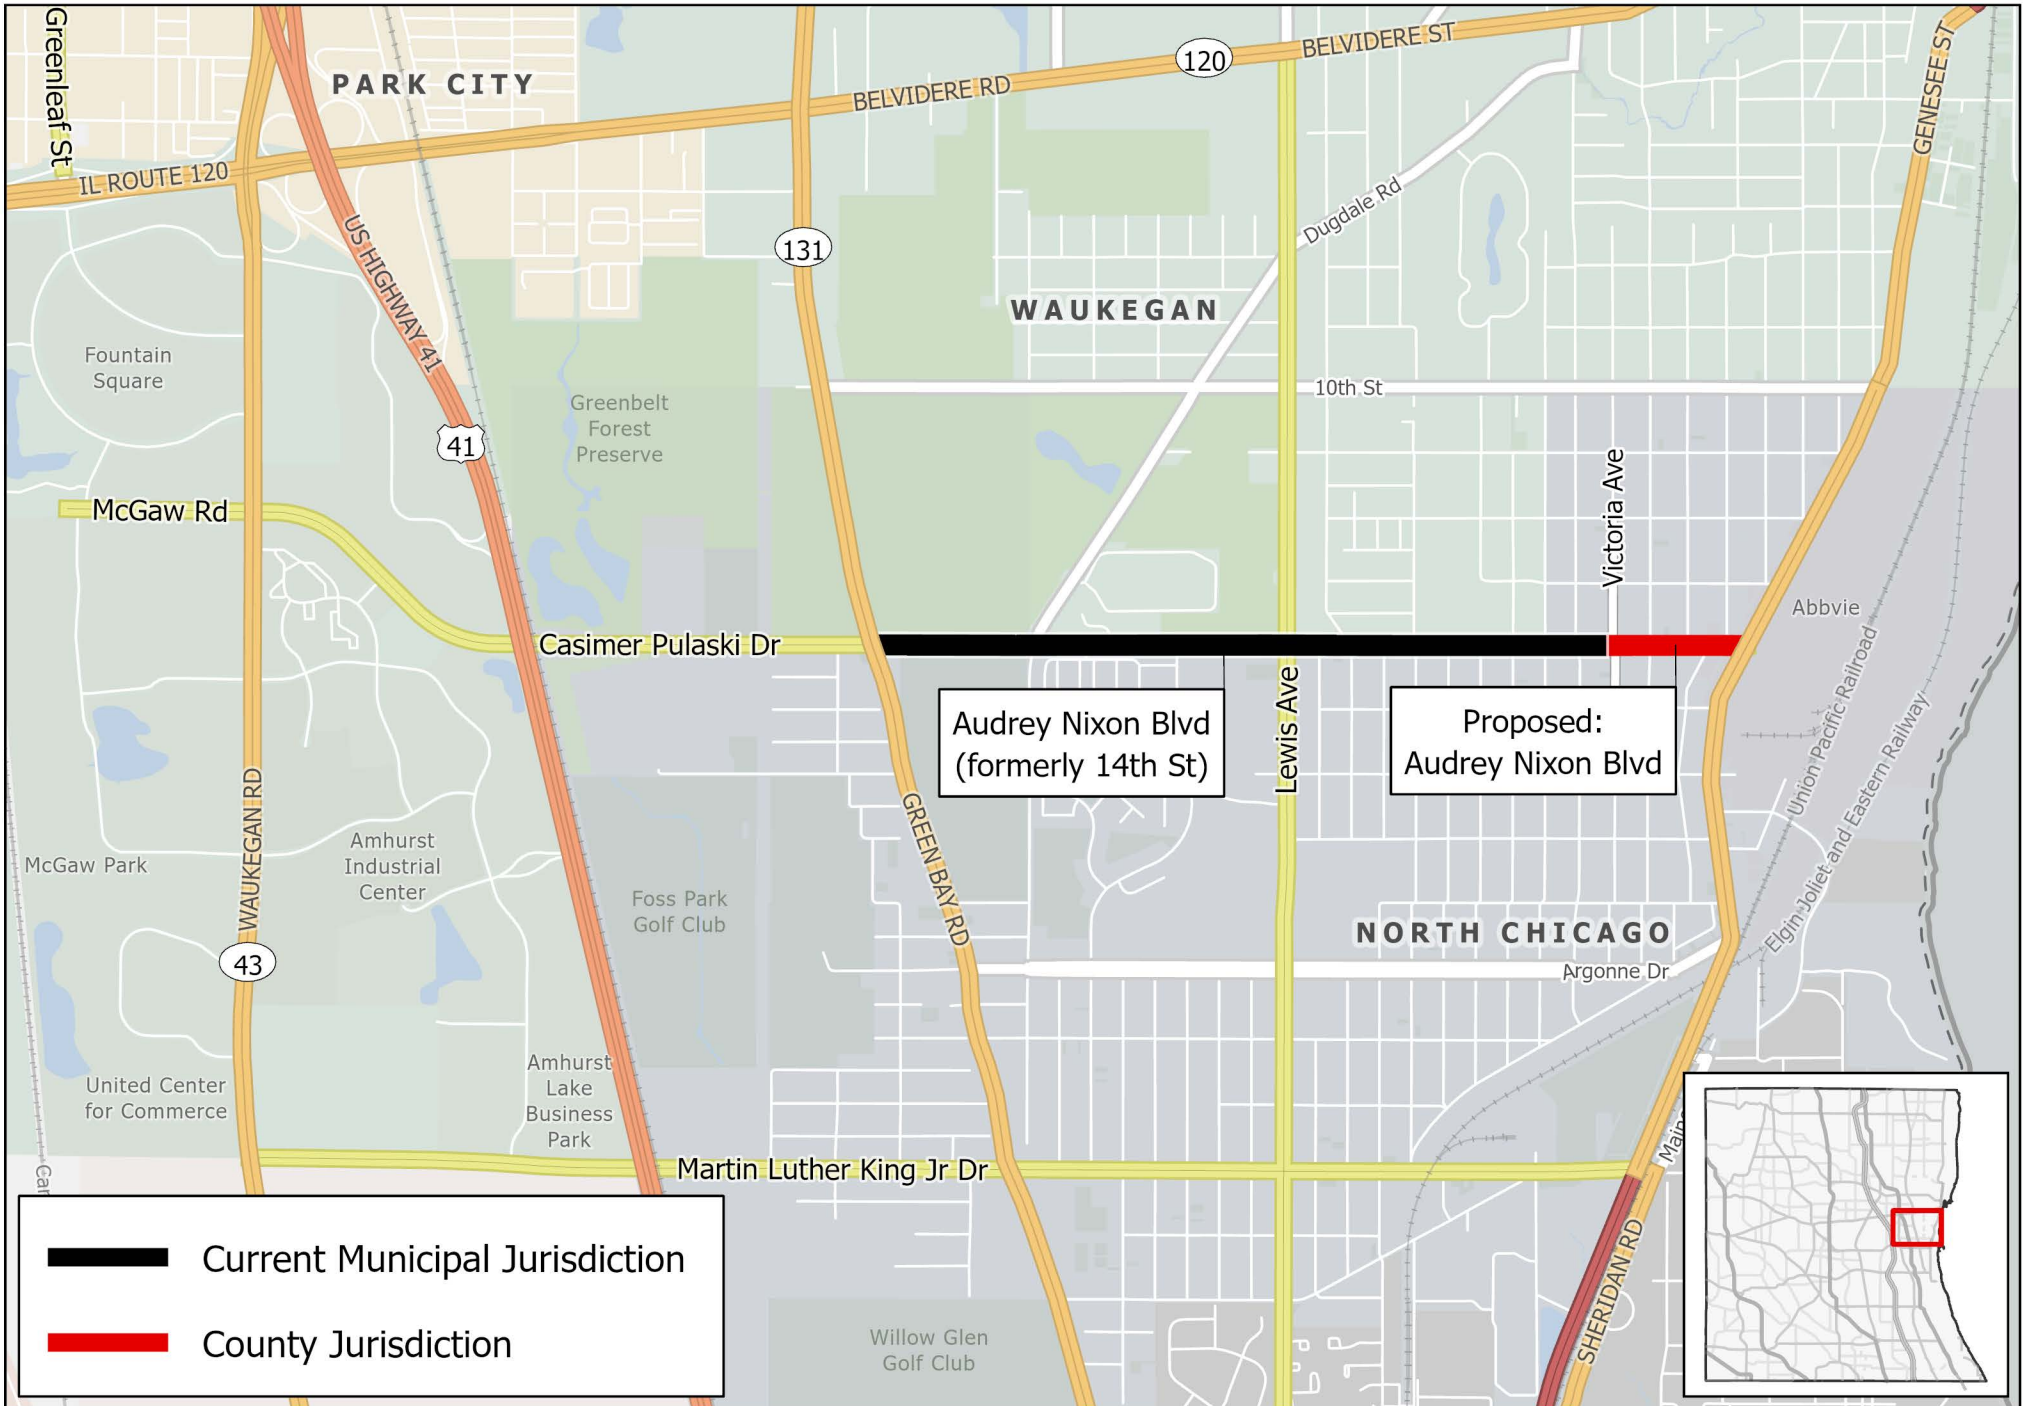 Greenleaf St
PARK CITY
120
BELVIDERE ST
GENESEE ST
BELVIDERE RD
IL ROUTE 120
US HIGHWAY 41
131
Dugdale Rd
WAUKEGAN
Fountain
Square
10th St
Greenbelt
Forest
Preserve
41
Victoria Ave
McGaw Rd
Abbvie
Casimer Pulaski Dr
Audrey Nixon Blvd
(formerly 14th St)
Lewis Ave
Proposed:
Audrey Nixon Blvd
Union Pacific Railroad
Elgin Joliet and Eastern Railway
WAUKEGAN RD
GREEN BAY RD
McGaw Park
Amhurst
Industrial
Center
Foss Park
Golf Club
NORTH CHICAGO
43
Argonne Dr
United Center
for Commerce
Amhurst
Lake
Business
Park
Main
Martin Luther King Jr Dr
Car
SHERIDAN RD
Current Municipal Jurisdiction
County Jurisdiction
Willow Glen
Golf Club